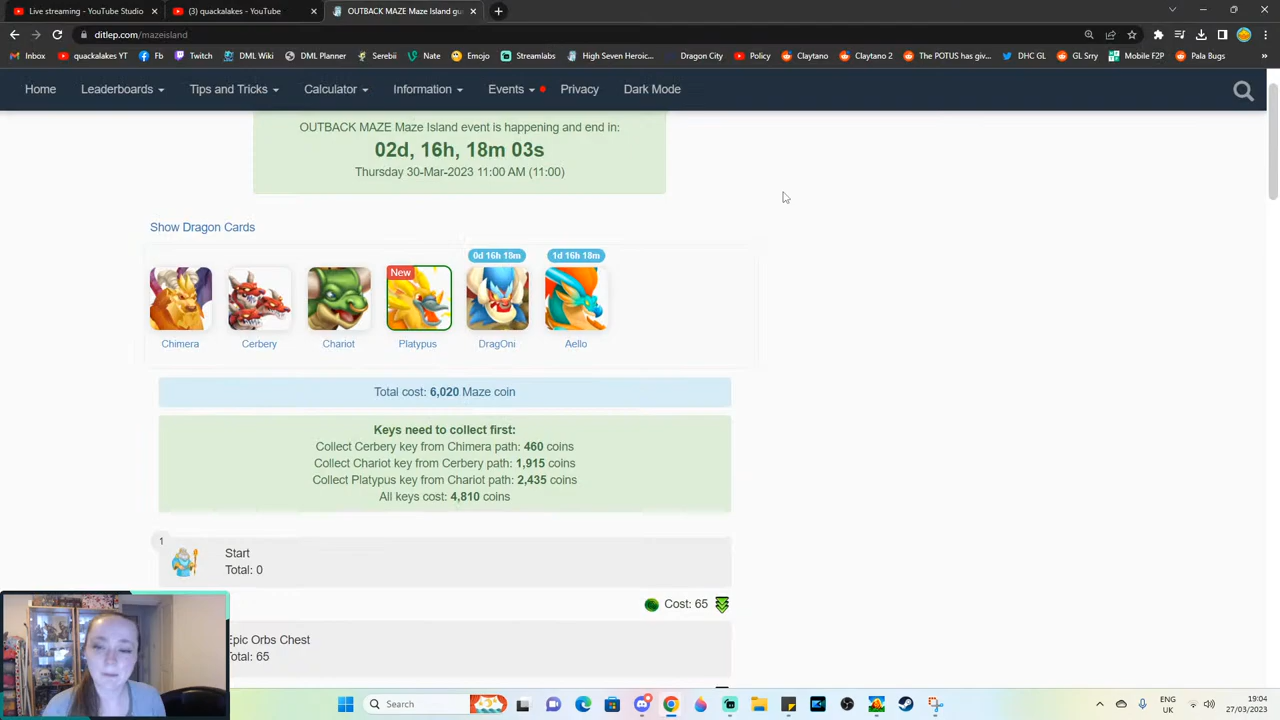 Live streaming - YouTube Studio
(3) quackalakes - YouTube
OUTBACK MAZE Maze Island gu
ditlep.com/mazeisland
Inbox
quackalakes YT
Fb
Twitch
DML Wiki
DML Planner
Serebii
Vite
Emojo
Streamlabs
High Seven Heroic...
Dragon City
Policy
Claytano
Claytano 2
The POTUS has giv...
DHC GL
GL Srry
Mobile F2P
Pala Bugs
Home
Leaderboards
Tips and Tricks
Calculator
Information
Events
Privacy
Dark Mode
OUTBACK MAZE Maze Island event is happening and end in:
02d, 16h, 18m 03s
Thursday 30-Mar-2023 11:00 AM (11:00)
Show Dragon Cards
0d 16h 18m
1d 16h 18m
New
Chimera
Cerbery
Chariot
Platypus
DragOni
Aello
Total cost: 6,020 Maze coin
Keys need to collect first:
Collect Cerbery key from Chimera path: 460 coins
Collect Chariot key from Cerbery path: 1,915 coins
Collect Platypus key from Chariot path: 2,435 coins
All keys cost: 4,810 coins
1
Start
Total: 0
Cost: 65
Epic Orbs Chest
Total: 65
Search
ENG
UK
19:04
27/03/2023